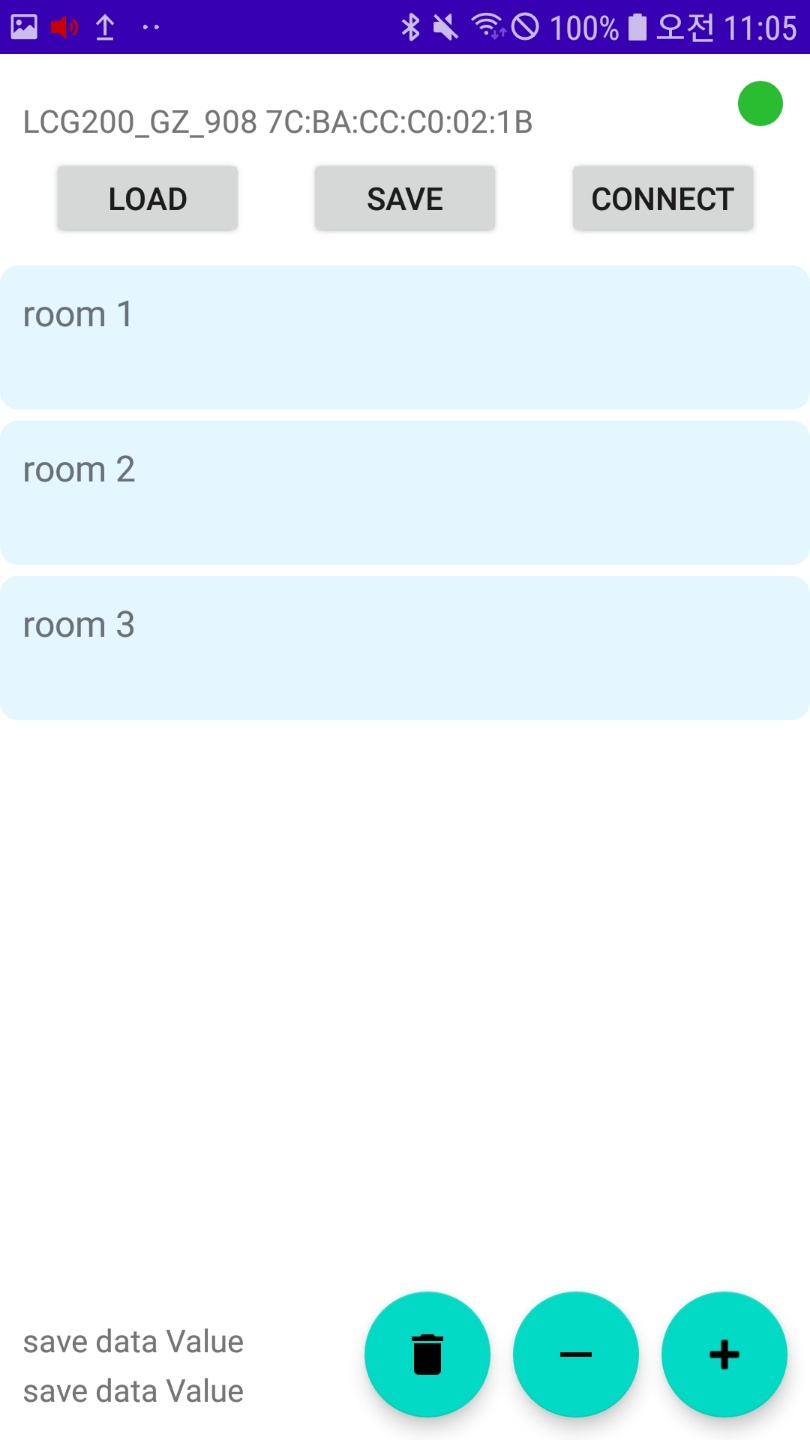 100% 오전 11:05
LCG200_GZ_908 7C:BA:CC:C0:02:1B
LOAD SAVE CONNECT
room 1
room 2
room 3
save data Value
save data Value